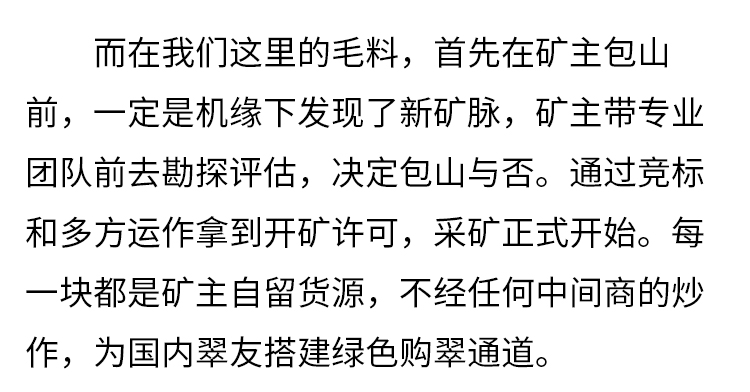 而在我们这里的毛料，首先在矿主包山
前，一定是机缘下发现了新矿脉，矿主带专业
团队前去勘探评估，决定包山与否。通过竞标
和多方运作拿到开矿许可，采矿正式开始。每
一块都是矿主自留货源，不经任何中间商的炒
作，为国内翠友搭建绿色购翠通道。